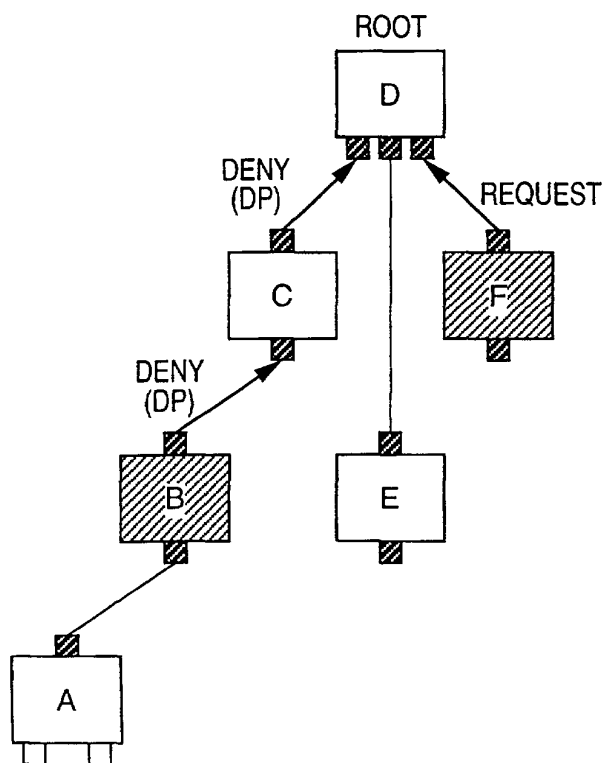 ROOT
D
DENY
(DP)
REQUEST
C
F
DENY
(DP)
B
E
A